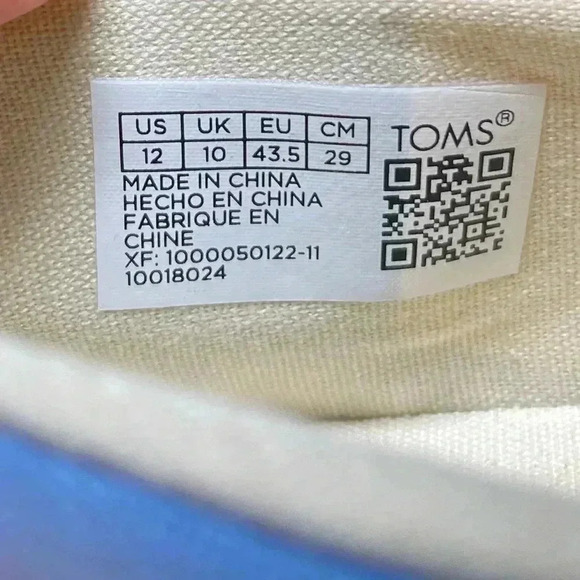 US UK EU CM
12 10 43.5 29
MADE IN CHINA
HECHO EN CHINA
FABRIQUE EN
CHINE
XF: 1000050122-11
10018024
TOMS®